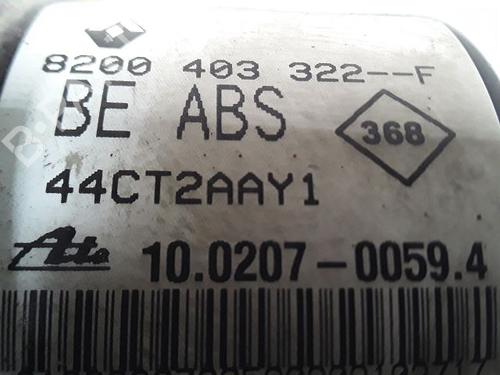 8200 403 322--F
BE ABS
368
44CT2AAY1
Ate 10.0207-0059.4